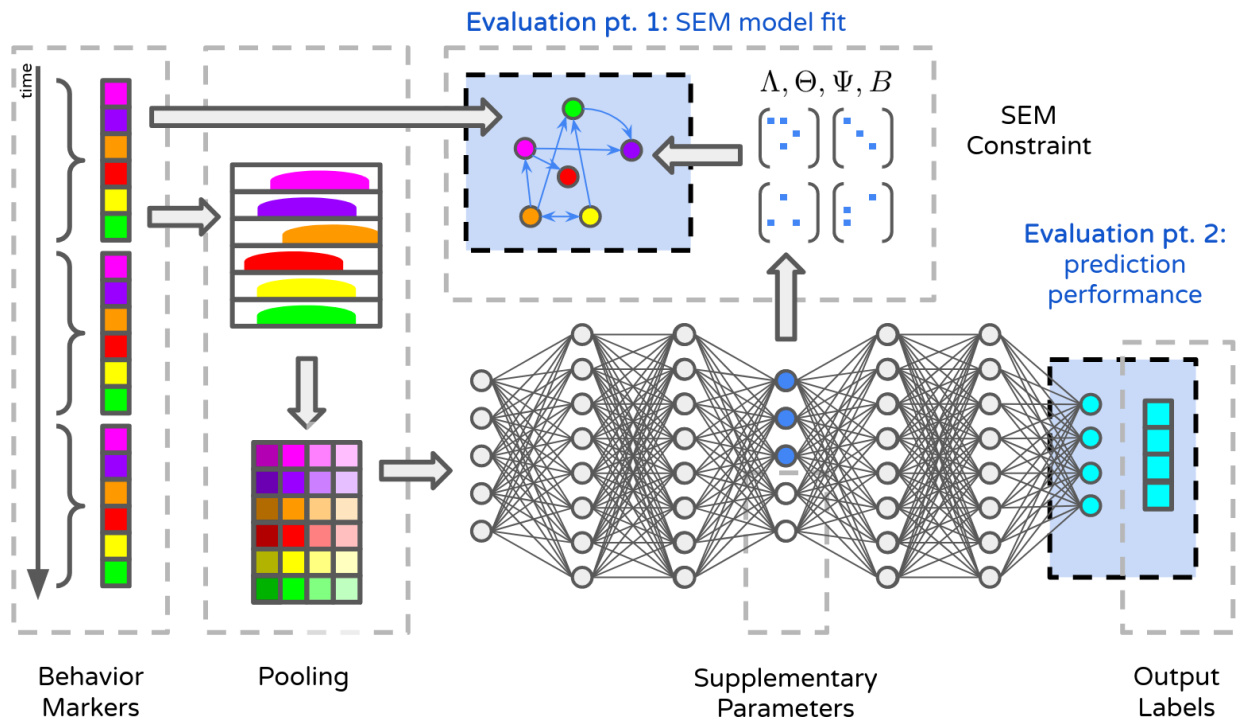 Evaluation pt. 1: SEM model fit
time
Λ, Θ, Ψ, B
SEM
Constraint
Evaluation pt. 2:
prediction
performance
Behavior
Markers
Pooling
Supplementary
Parameters
Output
Labels